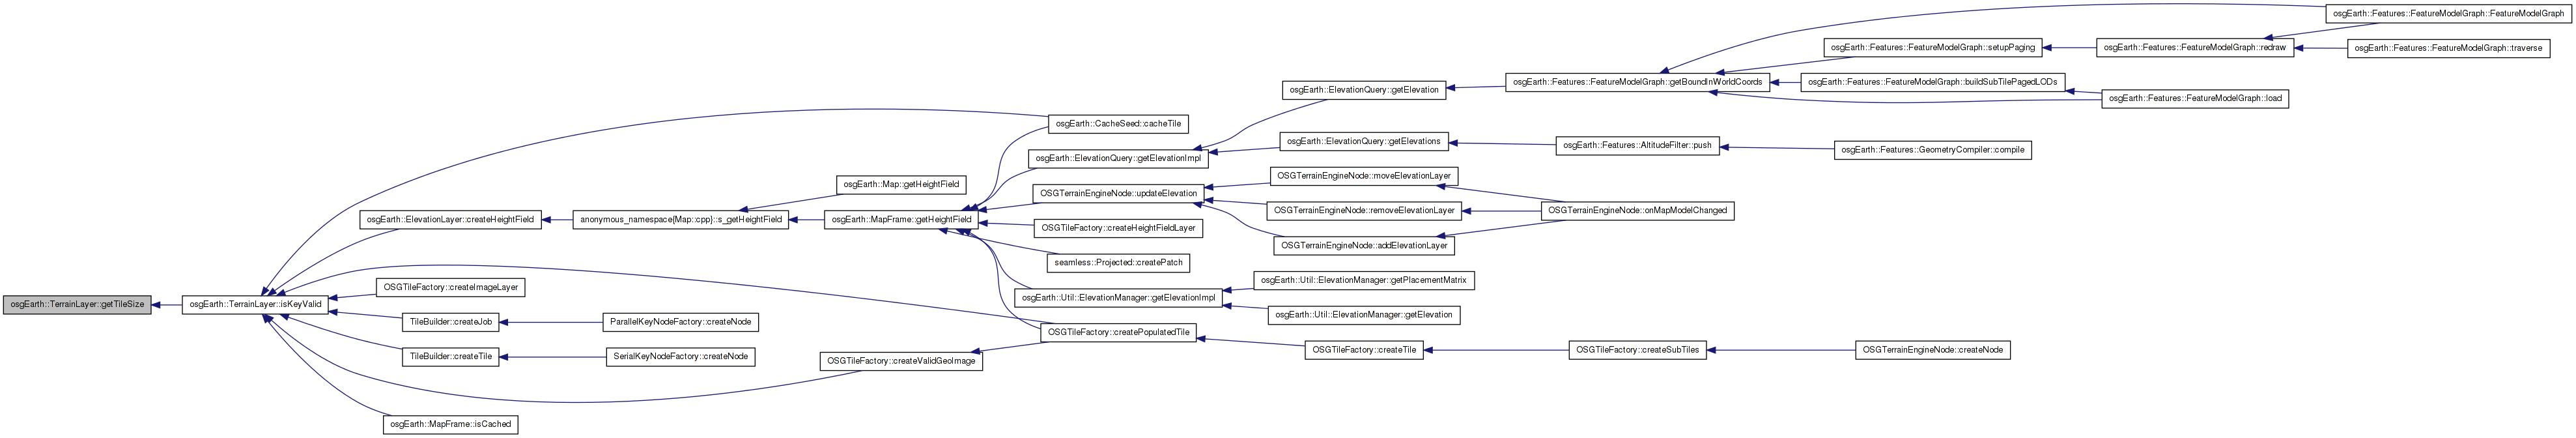 osgEarth::Features::FeatureModelGraph::FeatureModelGraph
osgEarth::Features::FeatureModelGraph::setupPaging
osgEarth::Features::FeatureModelGraph::redraw
osgEarth::Features::FeatureModelGraph::traverse
osgEarth::ElevationQuery::getElevation
osgEarth::Features::FeatureModelGraph::getBoundInWorldCoords
osgEarth::Features::FeatureModelGraph::buildSubTilePagedLODs
osgEarth::Features::FeatureModelGraph::load
osgEarth::CacheSeed::cacheTile
osgEarth::ElevationQuery::getElevations
osgEarth::Features::AltitudeFilter::push
osgEarth::Features::GeometryCompiler::compile
osgEarth::ElevationQuery::getElevationImpl
osgEarth::Map::getHeightField
OSGTerrainEngineNode::updateElevation
OSGTerrainEngineNode::moveElevationLayer
osgEarth::ElevationLayer::createHeightField
anonymous_namespace{Map::cpp}::s_getHeightField
osgEarth::MapFrame::getHeightField
OSGTerrainEngineNode::removeElevationLayer
OSGTerrainEngineNode::onMapModelChanged
OSGTileFactory::createHeightFieldLayer
OSGTerrainEngineNode::addElevationLayer
seamless::Projected::createPatch
OSGTileFactory::createImageLayer
osgEarth::Util::ElevationManager::getPlacementMatrix
osgEarth::TerrainLayer::getTileSize
osgEarth::TerrainLayer::isKeyValid
osgEarth::Util::ElevationManager::getElevationImpl
osgEarth::Util::ElevationManager::getElevation
TileBuilder::createJob
ParallelKeyNodeFactory::createNode
OSGTileFactory::createPopulatedTile
TileBuilder::createTile
SerialKeyNodeFactory::createNode
OSGTileFactory::createValidGeoImage
OSGTileFactory::createTile
OSGTileFactory::createSubTiles
OSGTerrainEngineNode::createNode
osgEarth::MapFrame::isCached